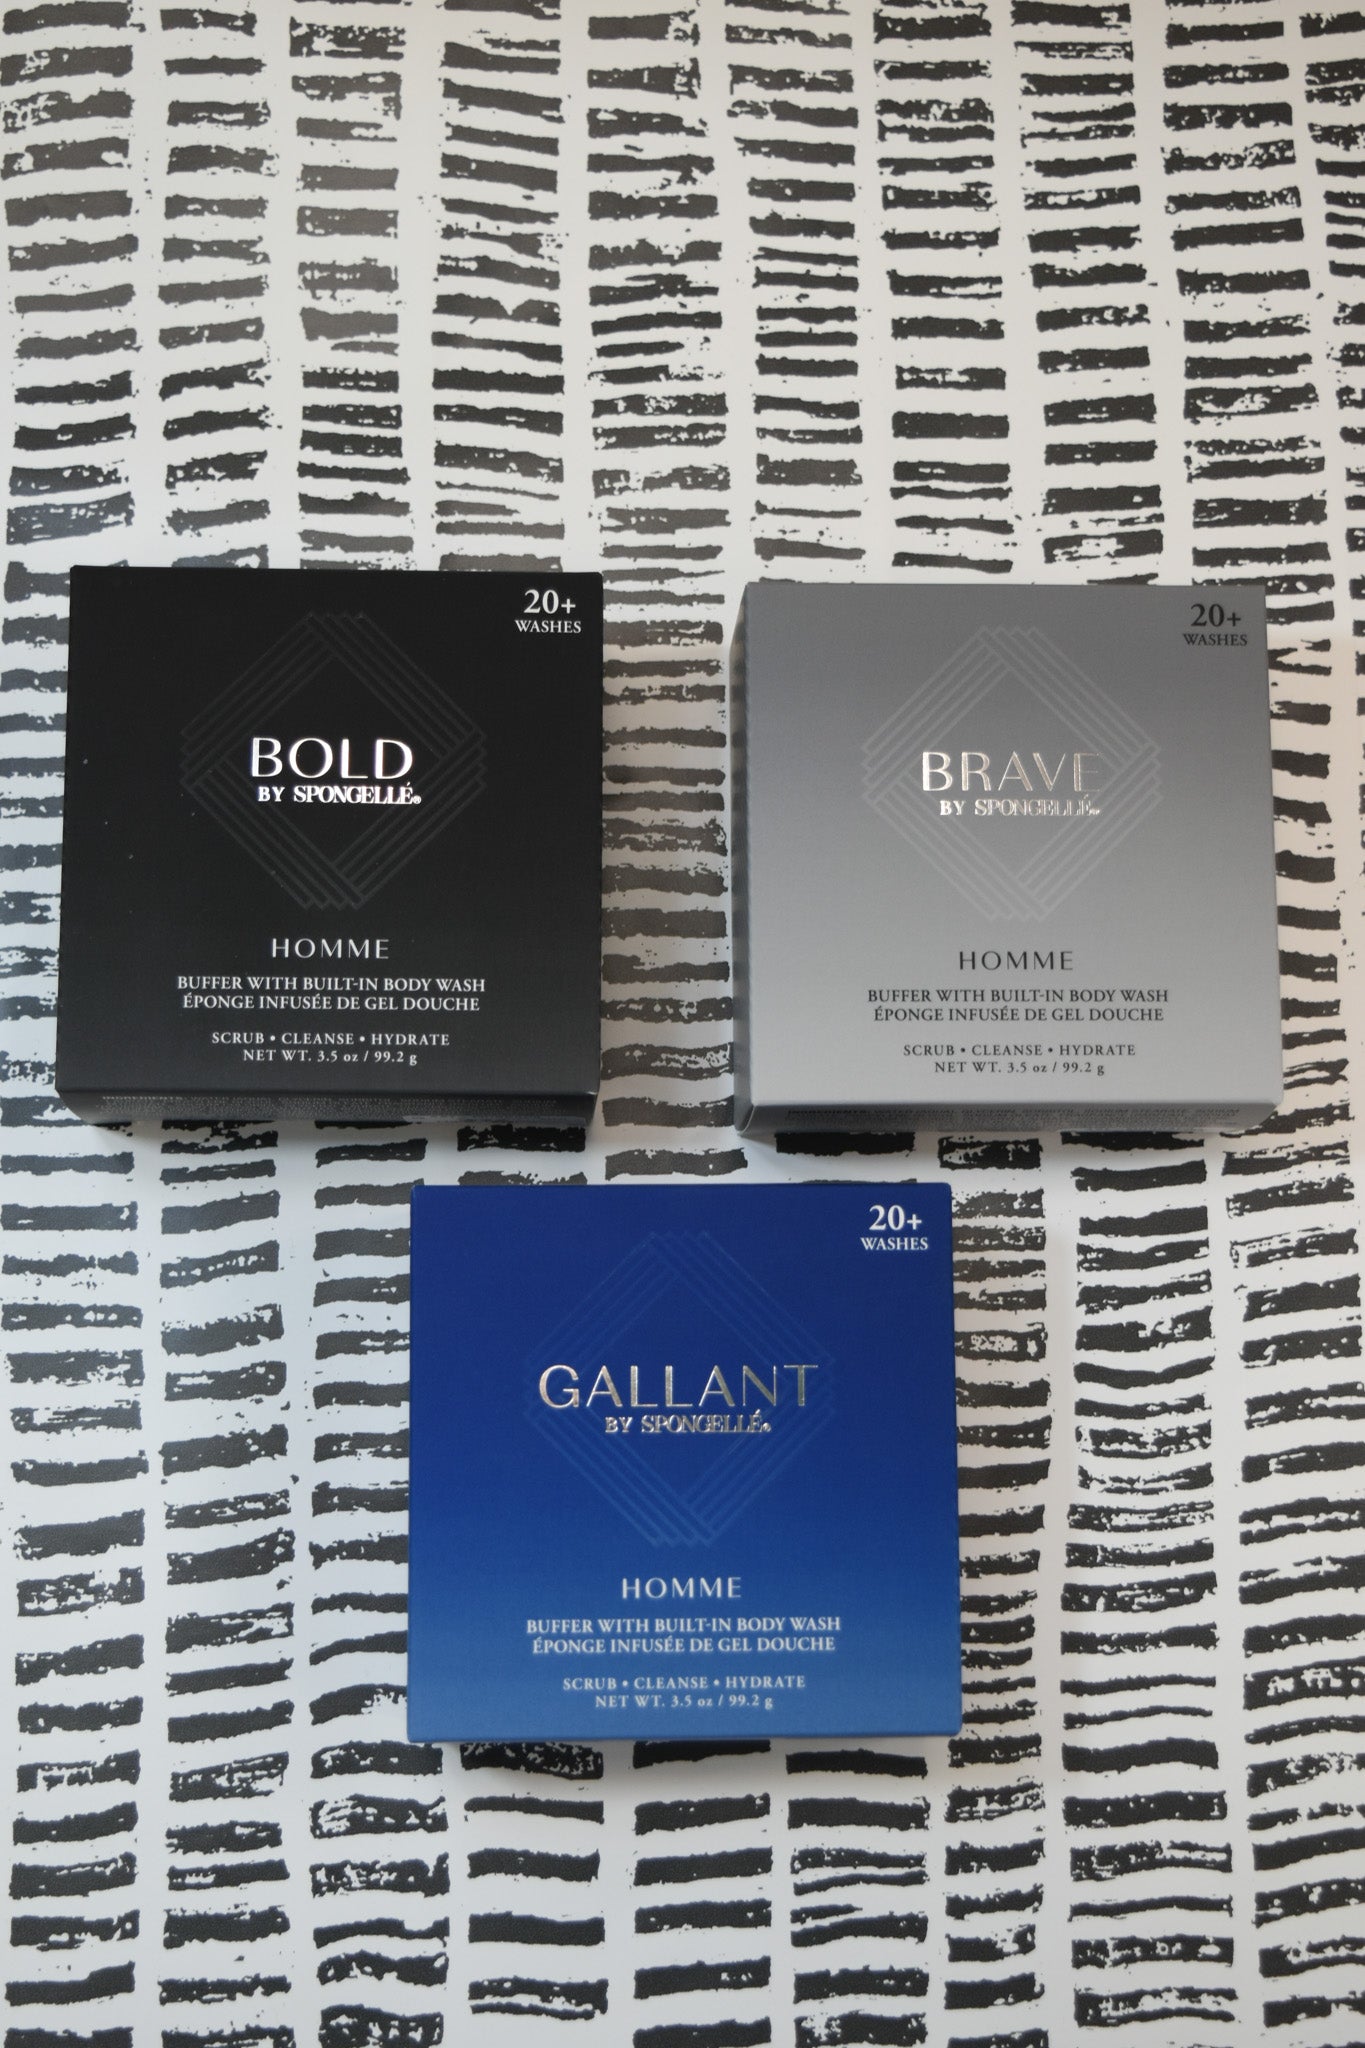 20+
WASHES
BOLD
BY SPONGELLÉ®
HOMME
BUFFER WITH BUILT-IN BODY WASH
ÉPONGE INFUSÉE DE GEL DOUCHE
SCRUB • CLEANSE • HYDRATE
NET WT. 3.5 oz / 99.2 g
20+
WASHES
BRAVE
BY SPONGELLÉ®
HOMME
BUFFER WITH BUILT-IN BODY WASH
ÉPONGE INFUSÉE DE GEL DOUCHE
SCRUB • CLEANSE • HYDRATE
NET WT. 3.5 oz / 99.2 g
20+
WASHES
GALLANT
BY SPONGELLÉ®
HOMME
BUFFER WITH BUILT-IN BODY WASH
ÉPONGE INFUSÉE DE GEL DOUCHE
SCRUB • CLEANSE • HYDRATE
NET WT. 3.5 oz / 99.2 g